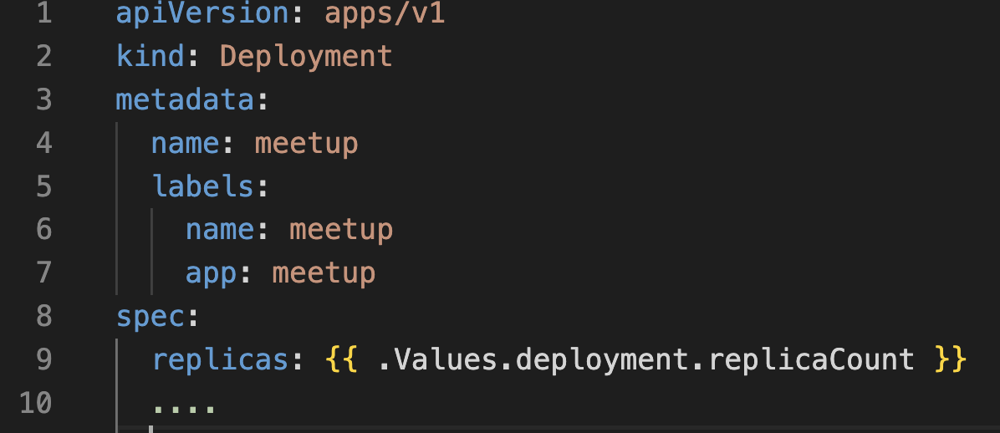 1 apiVersion: apps/v1
2 kind: Deployment
3 metadata:
4   name: meetup
5   labels:
6     name: meetup
7     app: meetup
8 spec:
9   replicas: {{ .Values.deployment.replicaCount }}
10   ....